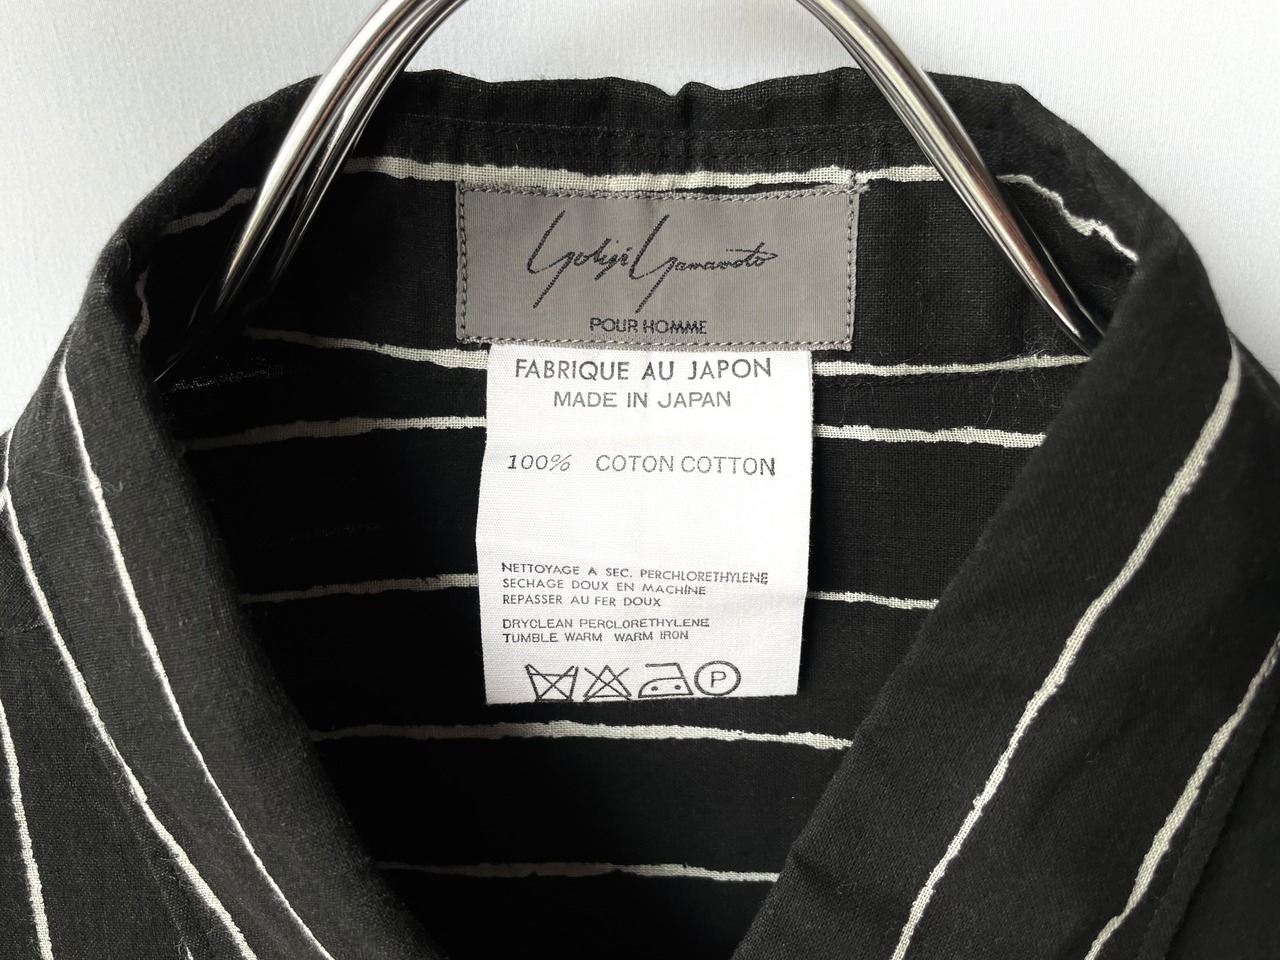 Yohji Yamamoto
POUR HOMME
FABRIQUE AU JAPON
MADE IN JAPAN
100% COTON COTTON
NETTOYAGE A SEC. PERCHLORETHYLENE
SECHAGE DOUX EN MACHINE
REPASSER AU FER DOUX
DRYCLEAN PERCLORETHYLENE
TUMBLE WARM WARM IRON
P